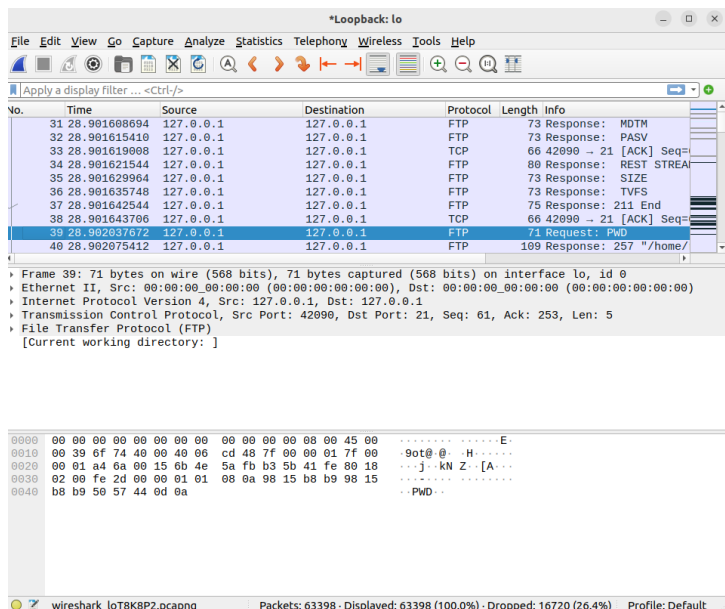 *Loopback: lo
File Edit View Go Capture Analyze Statistics Telephony Wireless Tools Help
Apply a display filter ... <Ctrl-/>
No. Time Source Destination Protocol Length Info
31 28.901608694 127.0.0.1 127.0.0.1 FTP 73 Response: MDTM
32 28.901615410 127.0.0.1 127.0.0.1 FTP 73 Response: PASV
33 28.901619008 127.0.0.1 127.0.0.1 TCP 66 42090 → 21 [ACK] Seq=
34 28.901621544 127.0.0.1 127.0.0.1 FTP 80 Response: REST STREA
35 28.901629964 127.0.0.1 127.0.0.1 FTP 73 Response: SIZE
36 28.901635748 127.0.0.1 127.0.0.1 FTP 73 Response: TVFS
37 28.901642544 127.0.0.1 127.0.0.1 FTP 75 Response: 211 End
38 28.901643706 127.0.0.1 127.0.0.1 TCP 66 42090 → 21 [ACK] Seq=
39 28.902037672 127.0.0.1 127.0.0.1 FTP 71 Request: PWD
40 28.902075412 127.0.0.1 127.0.0.1 FTP 109 Response: 257 "/home/
Frame 39: 71 bytes on wire (568 bits), 71 bytes captured (568 bits) on interface lo, id 0
Ethernet II, Src: 00:00:00_00:00:00 (00:00:00:00:00:00), Dst: 00:00:00_00:00:00 (00:00:00:00:00:00)
Internet Protocol Version 4, Src: 127.0.0.1, Dst: 127.0.0.1
Transmission Control Protocol, Src Port: 42090, Dst Port: 21, Seq: 61, Ack: 253, Len: 5
File Transfer Protocol (FTP)
[Current working directory: ]
0000 00 00 00 00 00 00 00 00 00 00 00 00 08 00 45 00 ········ ······E·
0010 00 39 6f 74 40 00 40 06 cd 48 7f 00 00 01 7f 00 ·9ot@·@· ·H······
0020 00 01 a4 6a 00 15 6b 4e 5a fb b3 5b 41 fe 80 18 ···j··kN Z··[A···
0030 02 00 fe 2d 00 00 01 01 08 0a 98 15 b8 b9 98 15 ···-···· ········
0040 b8 b9 50 57 44 0d 0a ··PWD··
wireshark_loT8K8P2.pcapng Packets: 63398 · Displayed: 63398 (100.0%) · Dropped: 16720 (26.4%) Profile: Default